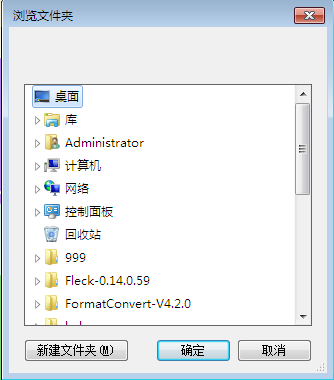 浏览文件夹
桌面
库
Administrator
计算机
网络
控制面板
回收站
999
Fleck-0.14.0.59
FormatConvert-V4.2.0
新建文件夹(M) 确定 取消